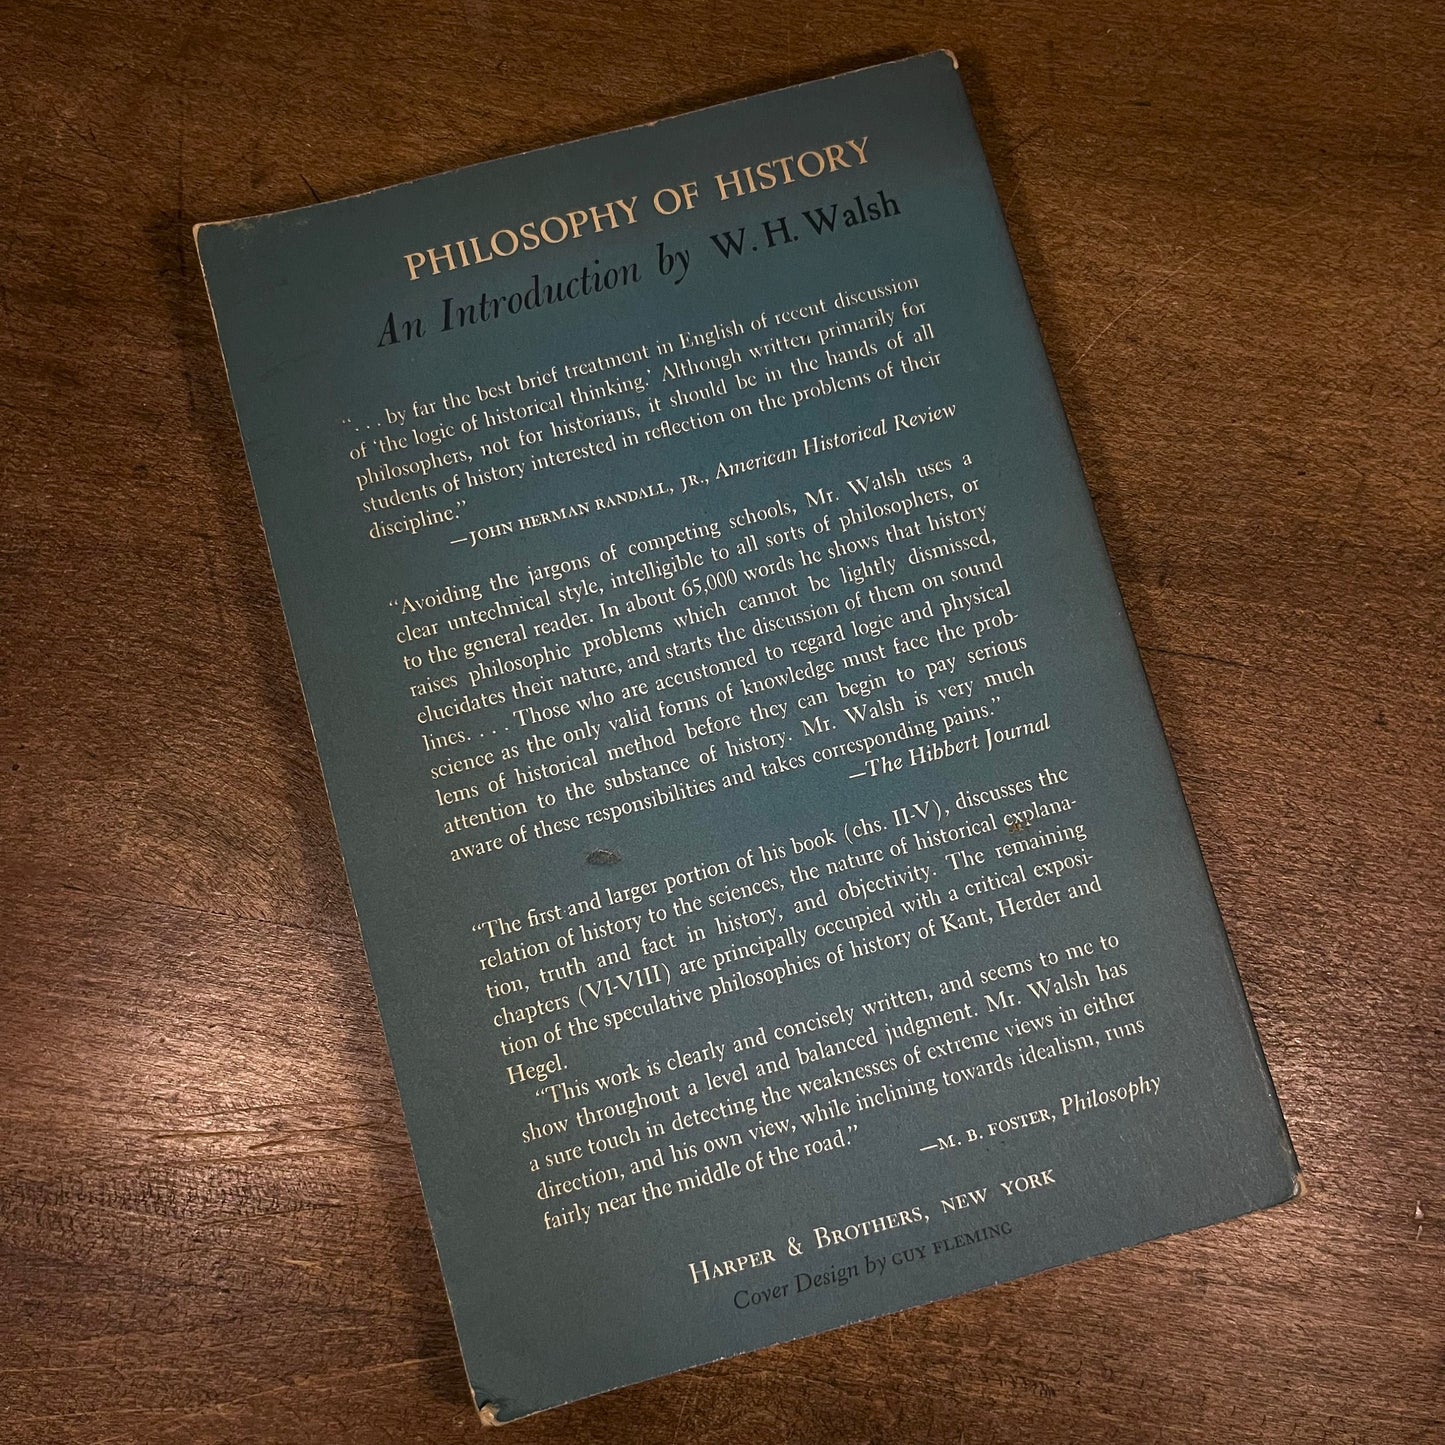 PHILOSOPHY OF HISTORY
An Introduction by W. H. Walsh
“. . . by far the best brief treatment in English of recent discussion
of ‘the logic of historical thinking.’ Although written primarily for
philosophers, not for historians, it should be in the hands of all
students of history interested in reflection on the problems of their
discipline.”
—JOHN HERMAN RANDALL, JR., American Historical Review
“Avoiding the jargons of competing schools, Mr. Walsh uses a
clear untechnical style, intelligible to all sorts of philosophers, or
to the general reader. In about 65,000 words he shows that history
raises philosophic problems which cannot be lightly dismissed,
elucidates their nature, and starts the discussion of them on sound
lines. . . . Those who are accustomed to regard logic and physical
science as the only valid forms of knowledge must face the prob-
lems of historical method before they can begin to pay serious
attention to the substance of history. Mr. Walsh is very much
aware of these responsibilities and takes corresponding pains.”
—The Hibbert Journal
“The first and larger portion of his book (chs. II-V), discusses the
relation of history to the sciences, the nature of historical explana-
tion, truth and fact in history, and objectivity. The remaining
chapters (VI-VIII) are principally occupied with a critical exposi-
tion of the speculative philosophies of history of Kant, Herder and
Hegel.
“This work is clearly and concisely written, and seems to me to
show throughout a level and balanced judgment. Mr. Walsh has
a sure touch in detecting the weaknesses of extreme views in either
direction, and his own view, while inclining towards idealism, runs
fairly near the middle of the road.”
—M. B. FOSTER, Philosophy
HARPER & BROTHERS, NEW YORK
Cover Design by GUY FLEMING